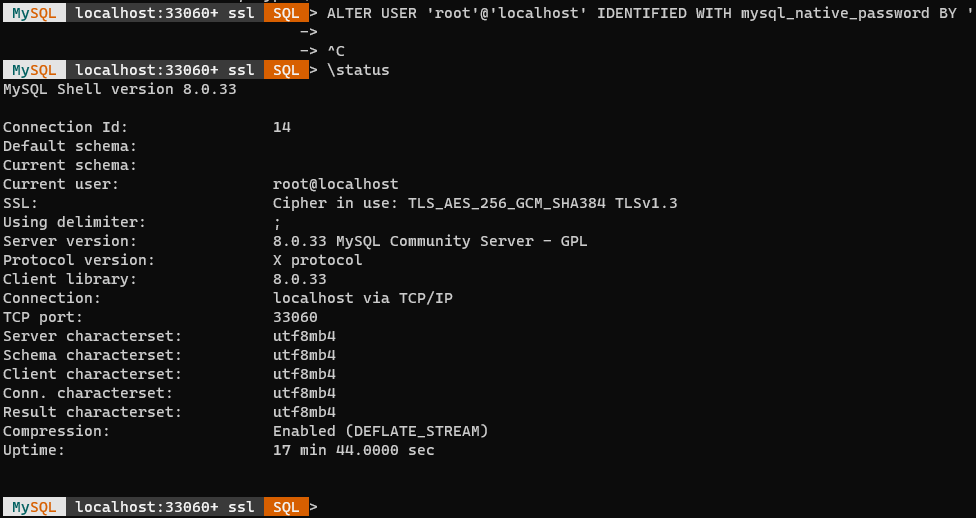 MySQL localhost:33060+ ssl SQL > ALTER USER 'root'@'localhost' IDENTIFIED WITH mysql_native_password BY '
->
-> ^C
MySQL localhost:33060+ ssl SQL > \status
MySQL Shell version 8.0.33
Connection Id: 14
Default schema:
Current schema:
Current user: root@localhost
SSL: Cipher in use: TLS_AES_256_GCM_SHA384 TLSv1.3
Using delimiter: ;
Server version: 8.0.33 MySQL Community Server - GPL
Protocol version: X protocol
Client library: 8.0.33
Connection: localhost via TCP/IP
TCP port: 33060
Server characterset: utf8mb4
Schema characterset: utf8mb4
Client characterset: utf8mb4
Conn. characterset: utf8mb4
Result characterset: utf8mb4
Compression: Enabled (DEFLATE_STREAM)
Uptime: 17 min 44.0000 sec
MySQL localhost:33060+ ssl SQL >